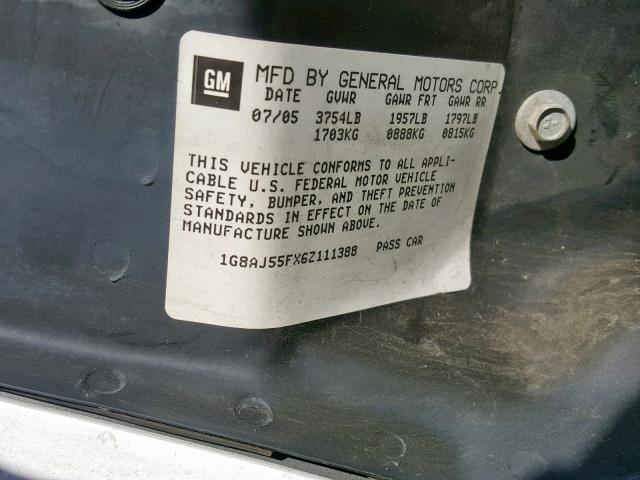 GM MFD BY GENERAL MOTORS CORP
DATE GVWR GAWR FRT GAWR RR
07/05 3754LB 1957LB 1797LB
1703KG 0888KG 0815KG
THIS VEHICLE CONFORMS TO ALL APPLI-
CABLE U.S. FEDERAL MOTOR VEHICLE
SAFETY, BUMPER, AND THEFT PREVENTION
STANDARDS IN EFFECT ON THE DATE OF
MANUFACTURE SHOWN ABOVE.
1G8AJ55FX6Z111388 PASS CAR